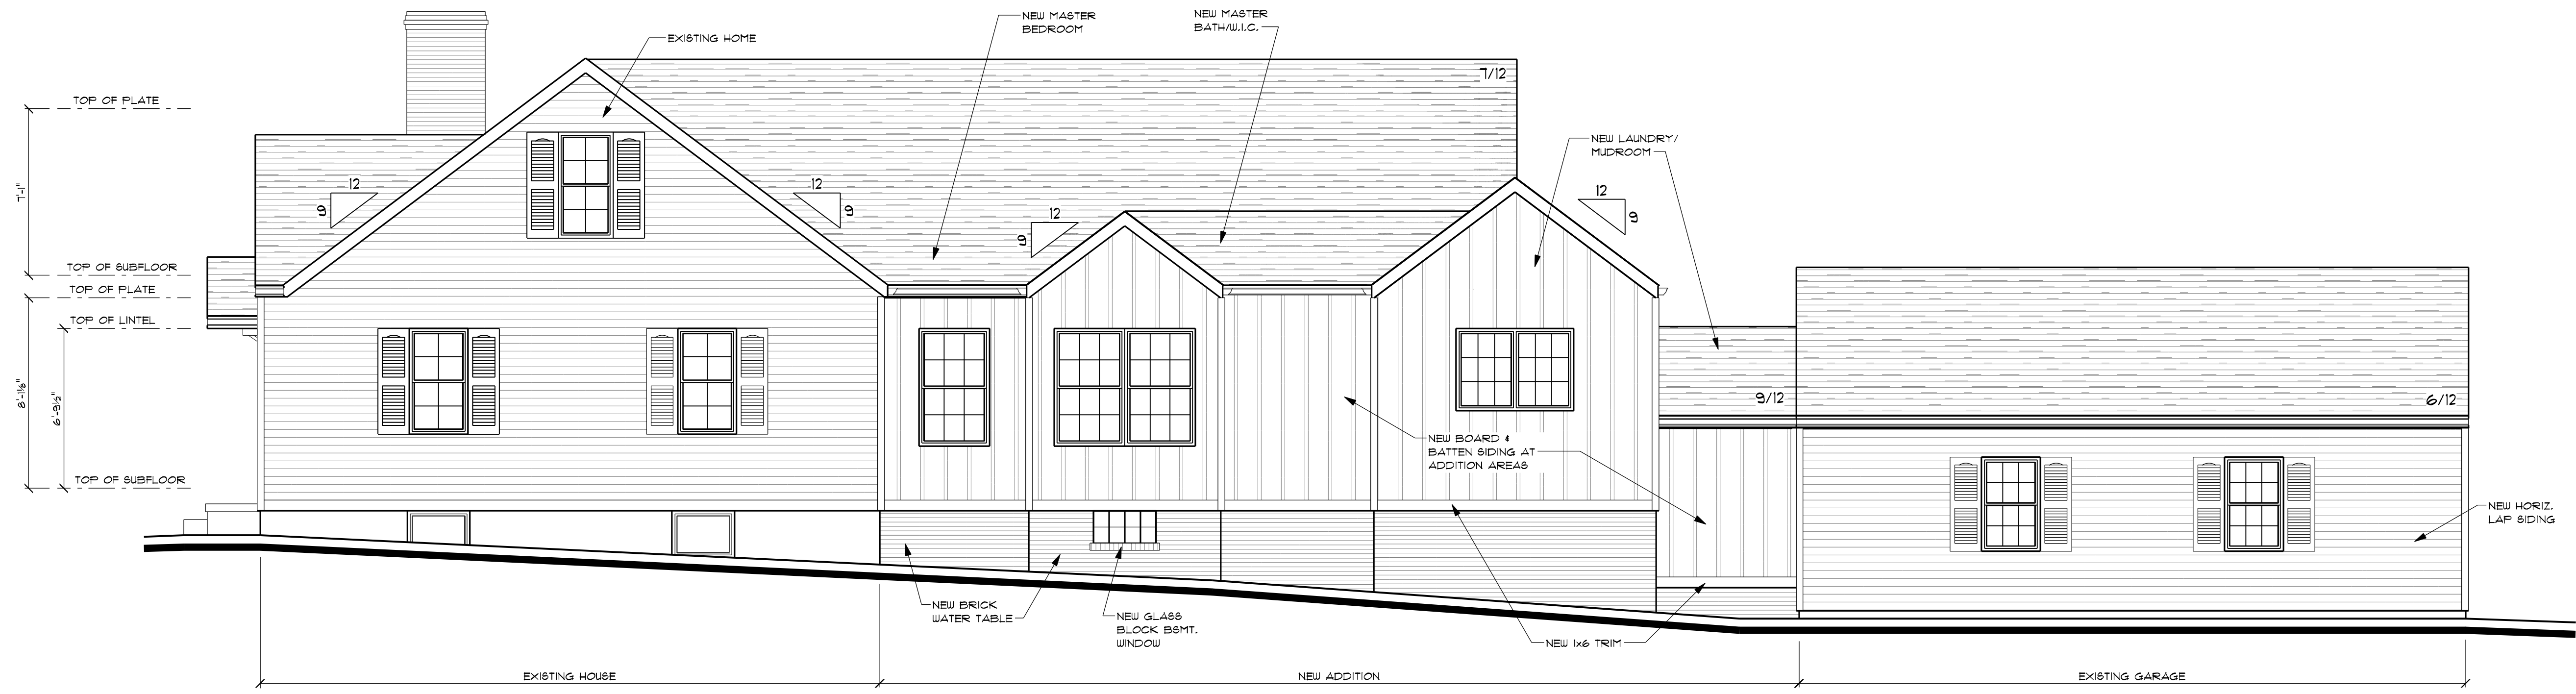 NEW MASTER
BEDROOM
NEW MASTER
BATH/W.I.C.
EXISTING HOME
7/12
TOP OF PLATE
NEW LAUNDRY/
MUDROOM
7'-1"
12
9
12
9
12
9
12
9
TOP OF SUBFLOOR
TOP OF PLATE
TOP OF LINTEL
8'-1⅛"
6'-9½"
9/12
6/12
NEW BOARD &
BATTEN SIDING AT
ADDITION AREAS
TOP OF SUBFLOOR
NEW HORIZ.
LAP SIDING
NEW BRICK
WATER TABLE
NEW GLASS
BLOCK BSMT.
WINDOW
NEW 1x6 TRIM
EXISTING HOUSE
NEW ADDITION
EXISTING GARAGE